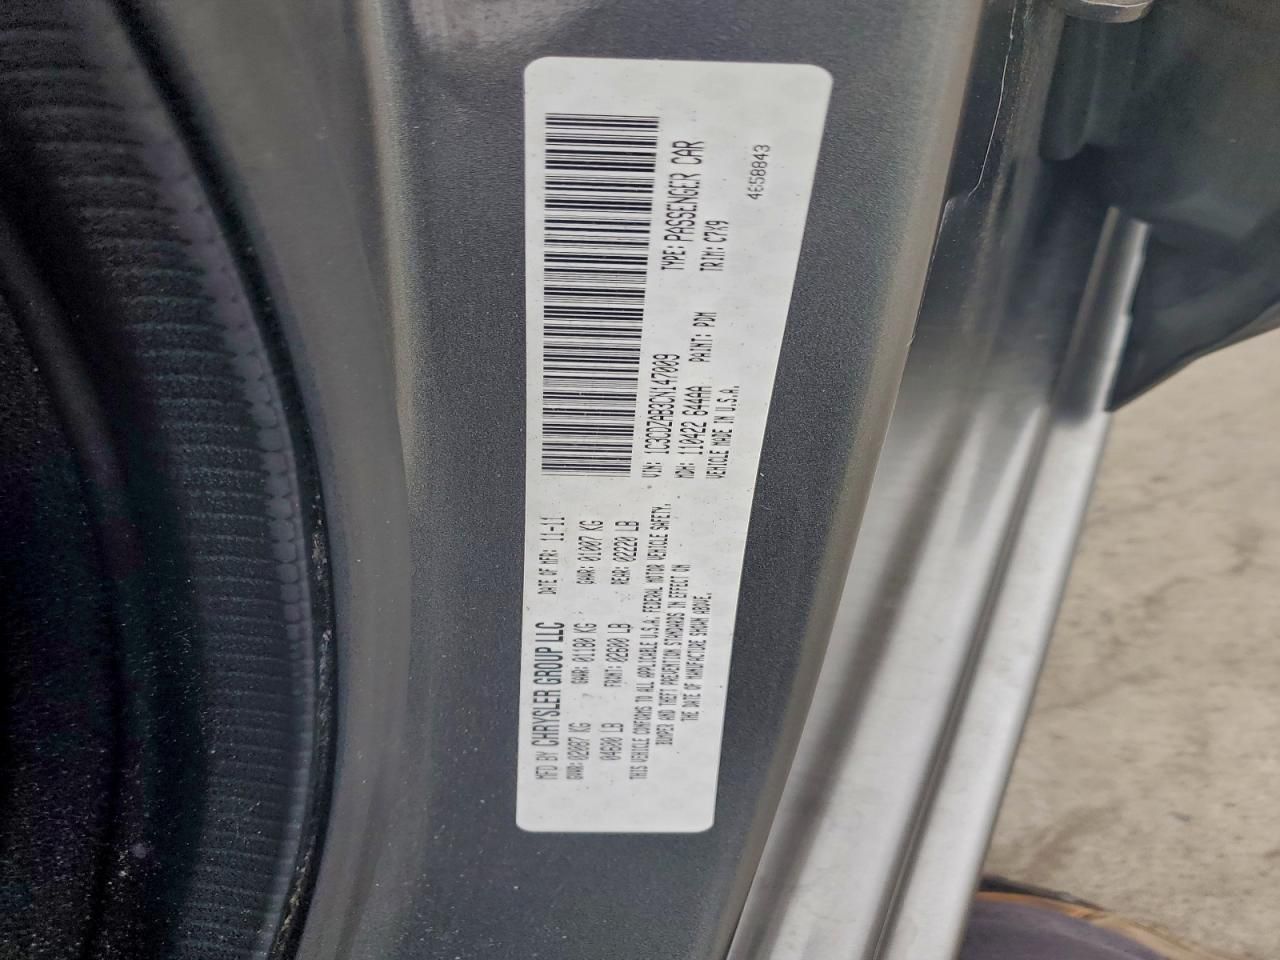 MFD BY CHRYSLER GROUP LLC DATE OF MFR: 11-11
GVWR: 02087 KG GAWR: 01180 KG GAWR: 01007 KG
04600 LB FRONT: 02600 LB REAR: 02220 LB
THIS VEHICLE CONFORMS TO ALL APPLICABLE U.S.A. FEDERAL MOTOR VEHICLE SAFETY,
BUMPER AND THEFT PREVENTION STANDARDS IN EFFECT ON
THE DATE OF MANUFACTURE SHOWN ABOVE.
VIN: 1C3CDZAB3CN147009 TYPE: PASSENGER CAR
MDH: 110422 644AA PAINT: PDM TRIM: C7X9
VEHICLE MADE IN U.S.A.
4658843